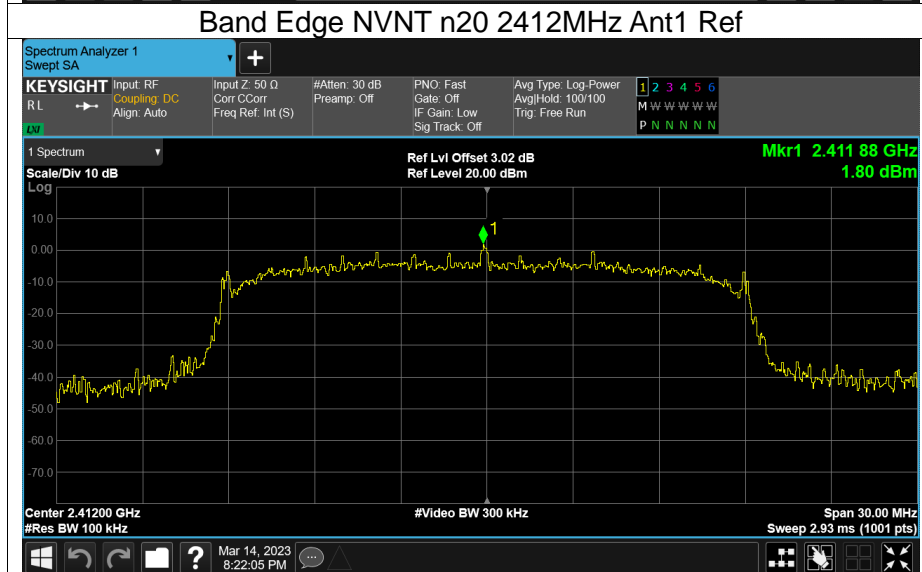 Band Edge NVNT n20 2412MHz Ant1 Ref
Spectrum Analyzer 1
Swept SA
+
KEYSIGHT
R L
LXI
Input: RF
Coupling: DC
Align: Auto
Input Z: 50 Ω
Corr CCorr
Freq Ref: Int (S)
#Atten: 30 dB
Preamp: Off
PNO: Fast
Gate: Off
IF Gain: Low
Sig Track: Off
Avg Type: Log-Power
Avg|Hold: 100/100
Trig: Free Run
1 2 3 4 5 6
M W W W W W
P N N N N N
1 Spectrum
Scale/Div 10 dB
Ref Lvl Offset 3.02 dB
Ref Level 20.00 dBm
Mkr1 2.411 88 GHz
1.80 dBm
Log
10.0
0.00
-10.0
-20.0
-30.0
-40.0
-50.0
-60.0
-70.0
1
Center 2.41200 GHz
#Res BW 100 kHz
#Video BW 300 kHz
Span 30.00 MHz
Sweep 2.93 ms (1001 pts)
?
Mar 14, 2023
8:22:05 PM